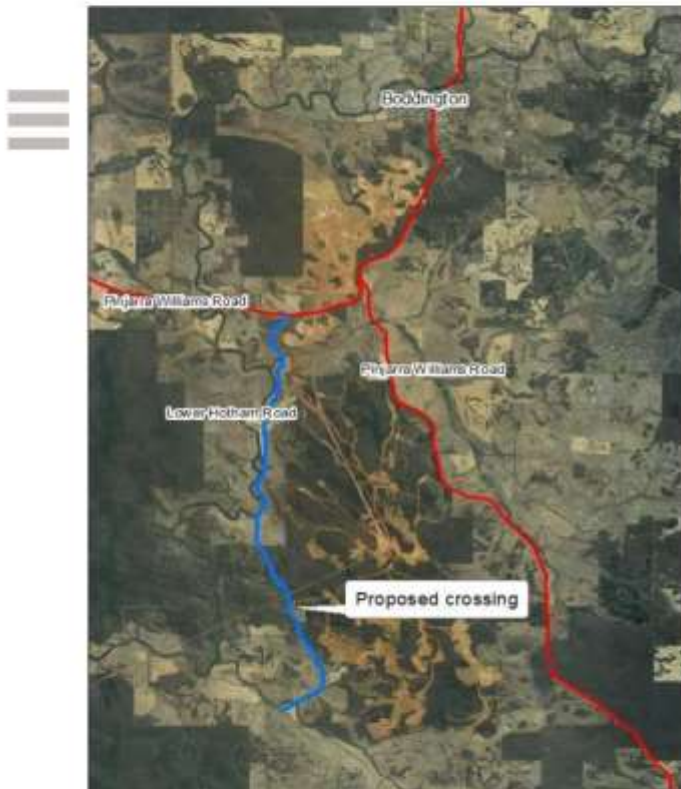 Boddington
Pinjarra Williams Road
Pinjarra Williams Road
Lower Hotham Road
Proposed crossing